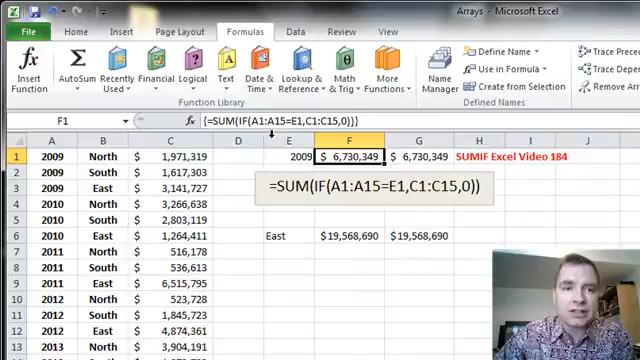 Arrays - Microsoft Excel
File Home Insert Page Layout Formulas Data Review View
Insert Function
AutoSum
Recently Used
Financial
Logical
Text
Date & Time
Lookup & Reference
Math & Trig
More Functions
Name Manager
Define Name
Use in Formula
Create from Selection
Trace Prece
Trace Depe
Function Library
Defined Names
F1 fx {=SUM(IF(A1:A15=E1,C1:C15,0))}
A B C D E F G H I J
1 2009 North $ 1,971,319 2009 $ 6,730,349 $ 6,730,349 SUMIF Excel Video 184
2 2009 South $ 1,617,303
3 2009 East $ 3,141,727
=SUM(IF(A1:A15=E1,C1:C15,0))
4 2010 North $ 3,266,638
5 2010 South $ 2,803,119
6 2010 East $ 1,264,411 East $19,568,690 $19,568,690
7 2011 North $ 516,178
8 2011 South $ 536,613
9 2011 East $ 6,515,795
10 2012 North $ 523,728
11 2012 South $ 1,845,723
12 2012 East $ 4,874,361
13 2013 North $ 3,904,191